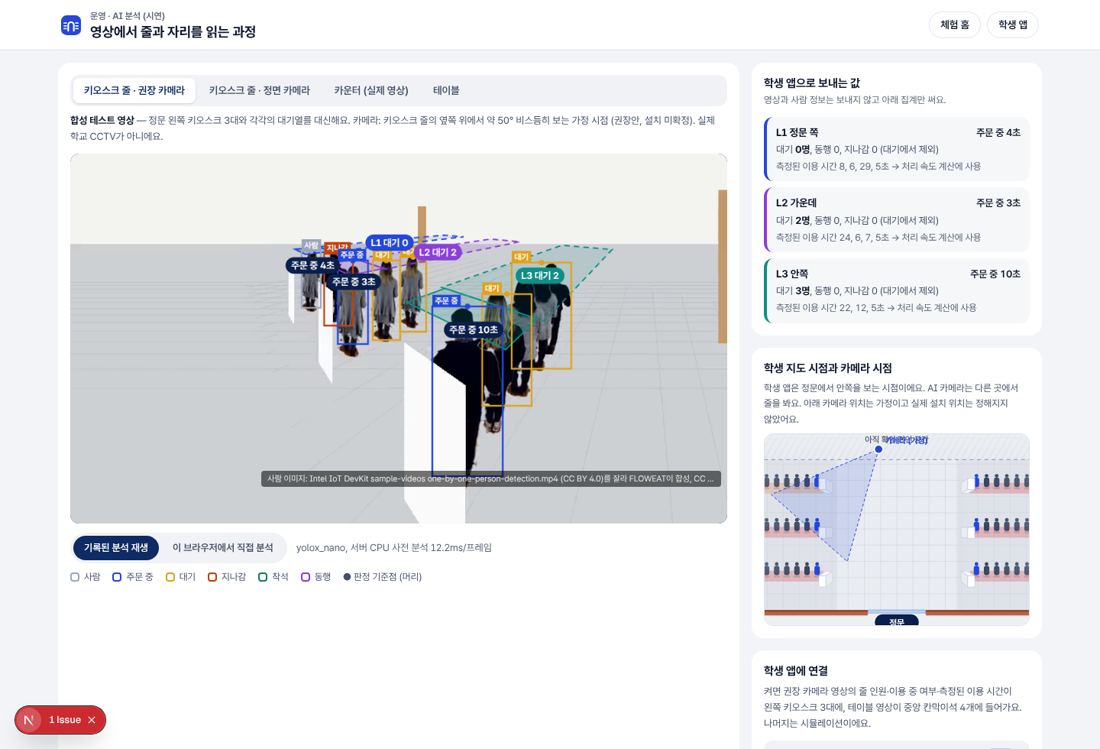 운영 · AI 분석 (시연)
영상에서 줄과 자리를 읽는 과정
체험 홈
학생 앱
키오스크 줄 · 권장 카메라
키오스크 줄 · 정면 카메라
카운터 (실제 영상)
테이블
합성 테스트 영상 — 정문 왼쪽 키오스크 3대와 각각의 대기열를 대신해요. 카메라: 키오스크 줄의 옆쪽 위에서 약 50° 비스듬히 보는 가정 시점 (권장안, 설치 미확정). 실제
학교 CCTV가 아니에요.
사람
지나감
주문 중
대기
L1 대기 0
L2 대기 2
주문 중 4초
주문 중 3초
대기
L3 대기 2
대기
주문 중
주문 중 10초
사람 이미지: Intel IoT DevKit sample-videos one-by-one-person-detection.mp4 (CC BY 4.0)를 잘라 FLOWEAT이 합성, CC ...
기록된 분석 재생
이 브라우저에서 직접 분석
yolox_nano, 서버 CPU 사전 분석 12.2ms/프레임
사람
주문 중
대기
지나감
착석
동행
판정 기준점 (머리)
N 1 Issue
학생 앱으로 보내는 값
영상과 사람 정보는 보내지 않고 아래 집계만 써요.
L1 정문 쪽 주문 중 4초
대기 0명, 동행 0, 지나감 0 (대기에서 제외)
측정된 이용 시간 8, 6, 29, 5초 → 처리 속도 계산에 사용
L2 가운데 주문 중 3초
대기 2명, 동행 0, 지나감 0 (대기에서 제외)
측정된 이용 시간 24, 6, 7, 5초 → 처리 속도 계산에 사용
L3 안쪽 주문 중 10초
대기 3명, 동행 0, 지나감 0 (대기에서 제외)
측정된 이용 시간 22, 12, 5초 → 처리 속도 계산에 사용
학생 지도 시점과 카메라 시점
학생 앱은 정문에서 안쪽을 보는 시점이에요. AI 카메라는 다른 곳에서
줄을 봐요. 아래 카메라 위치는 가정이고 실제 설치 위치는 정해지지
않았어요.
아직
정문
학생 앱에 연결
켜면 권장 카메라 영상의 줄 인원·이용 중 여부·측정된 이용 시간이
왼쪽 키오스크 3대에, 테이블 영상이 중앙 칸막이석 4개에 들어가요.
나머지는 시뮬레이션이에요.